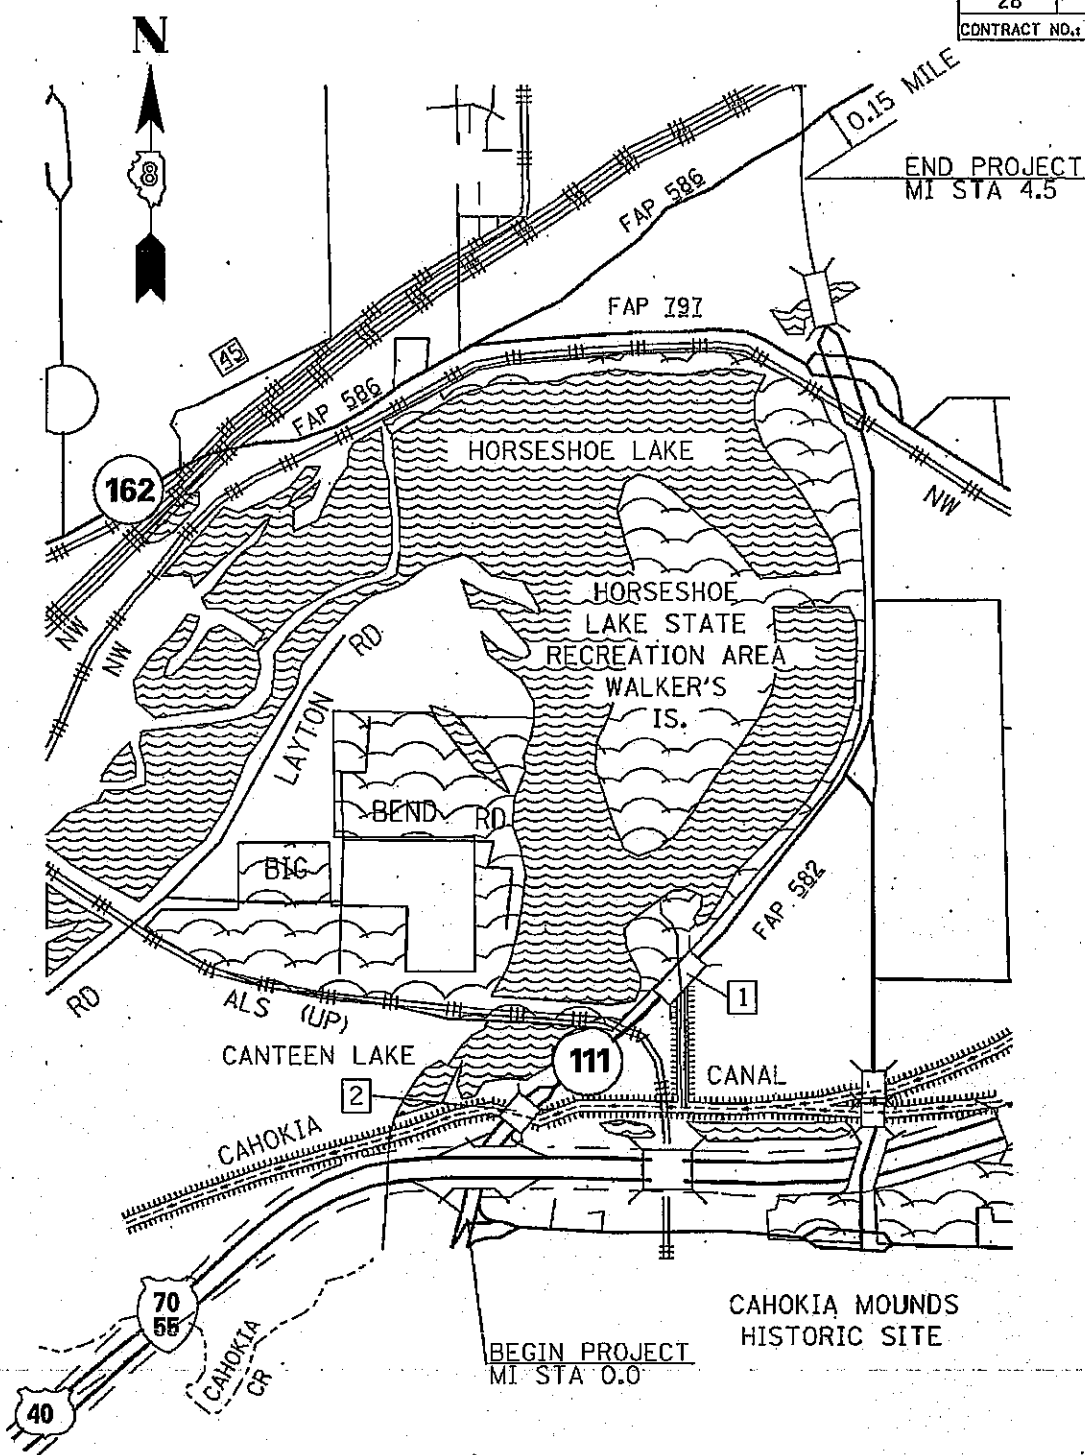 28
CONTRACT NO.:
N
8
0.15 MILE
END PROJECT
MI STA 4.5
FAP 586
FAP 797
45
FAP 586
HORSESHOE LAKE
162
NW
NW
NW
HORSESHOE
LAKE STATE
RECREATION AREA
WALKER'S
IS.
LAYTON
RD
BEND RD
BIG
FAP 582
RD
ALS (UP)
1
CANTEEN LAKE
111
CANAL
2
CAHOKIA
70
55
CAHOKIA MOUNDS
HISTORIC SITE
CAHOKIA
CR
BEGIN PROJECT
MI STA 0.0
40